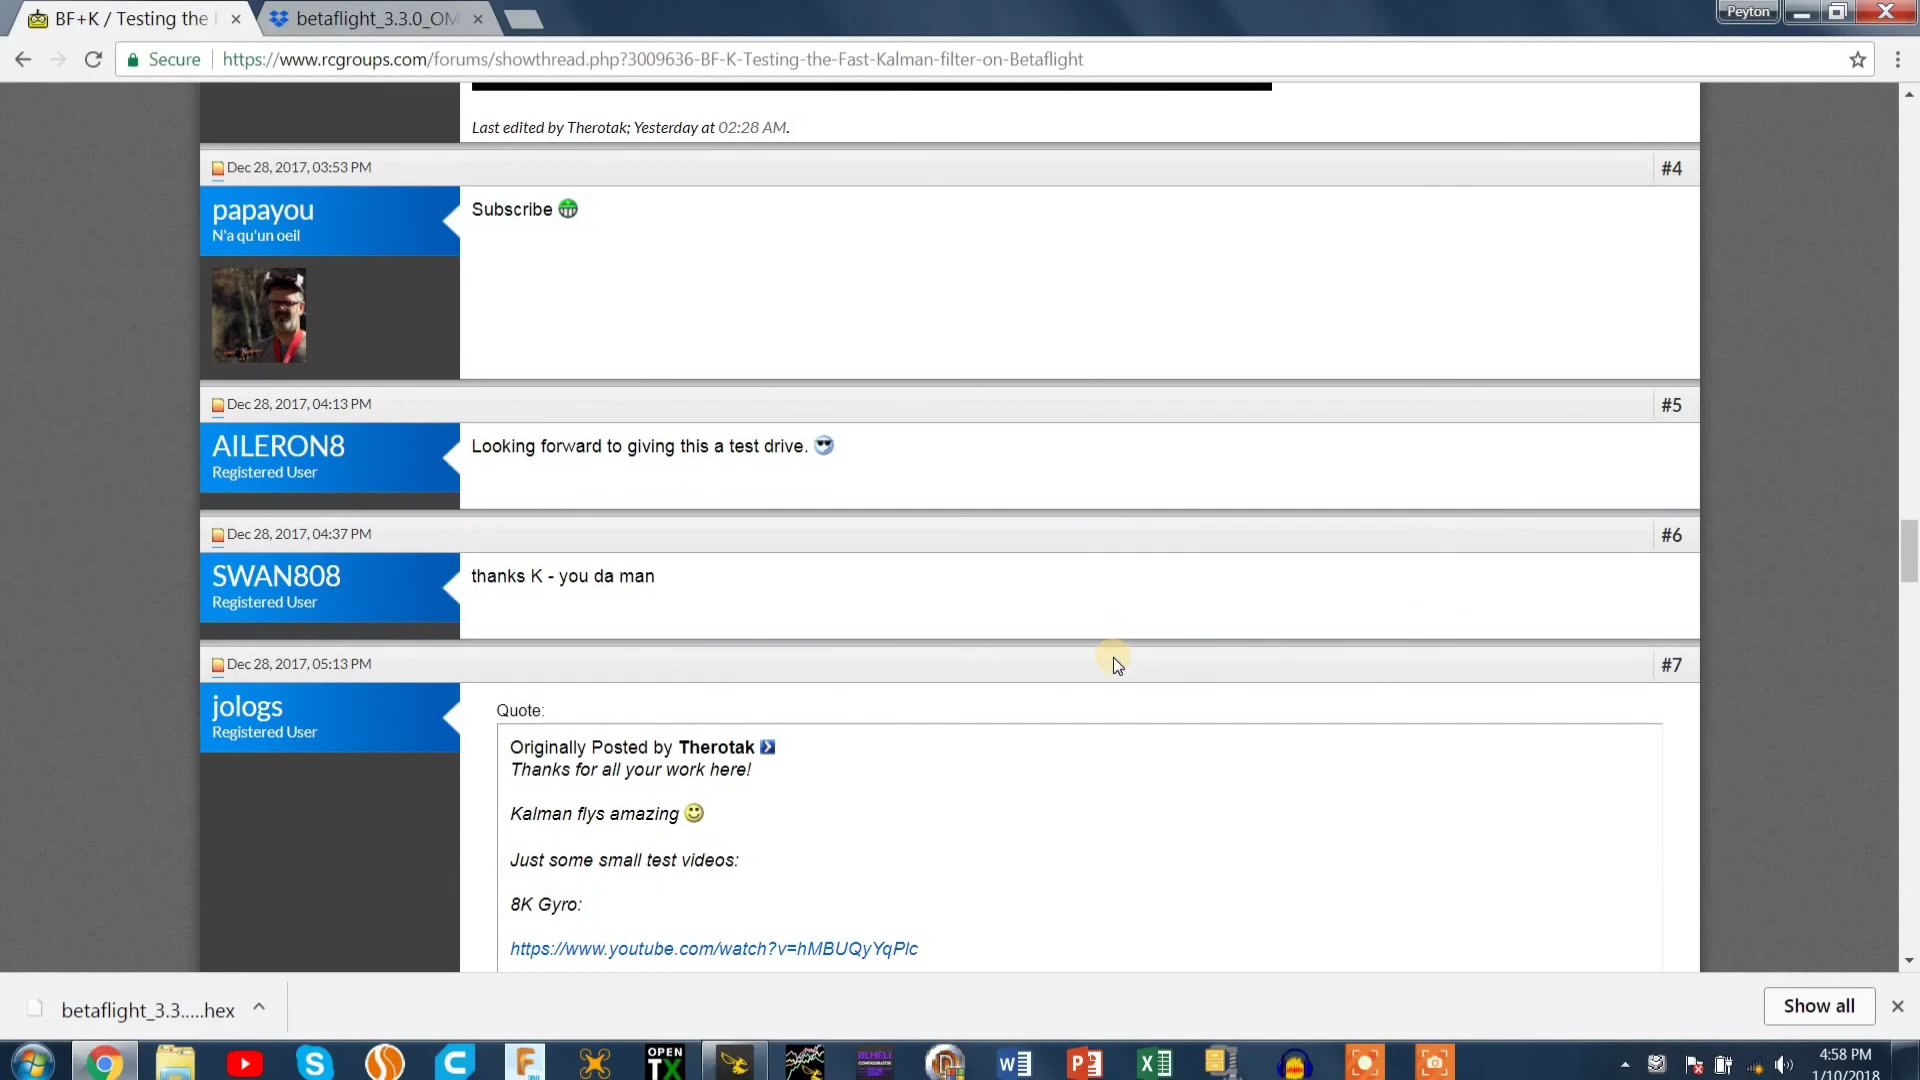 BF+K / Testing the
betaflight_3.3.0_OM
Peyton
Secure
https://www.rcgroups.com/forums/showthread.php?3009636-BF-K-Testing-the-Fast-Kalman-filter-on-Betaflight
Last edited by Therotak; Yesterday at 02:28 AM.
Dec 28, 2017, 03:53 PM
#4
papayou
N'a qu'un oeil
Subscribe
Dec 28, 2017, 04:13 PM
#5
AILERON8
Registered User
Looking forward to giving this a test drive.
Dec 28, 2017, 04:37 PM
#6
SWAN808
Registered User
thanks K - you da man
Dec 28, 2017, 05:13 PM
#7
jologs
Registered User
Quote:
Originally Posted by Therotak
Thanks for all your work here!
Kalman flys amazing
Just some small test videos:
8K Gyro:
https://www.youtube.com/watch?v=hMBUQyYqPlc
betaflight_3.3.....hex
Show all
OPEN
TX
BLHELI
CONFIGURATOR
4:58 PM
1/10/2018